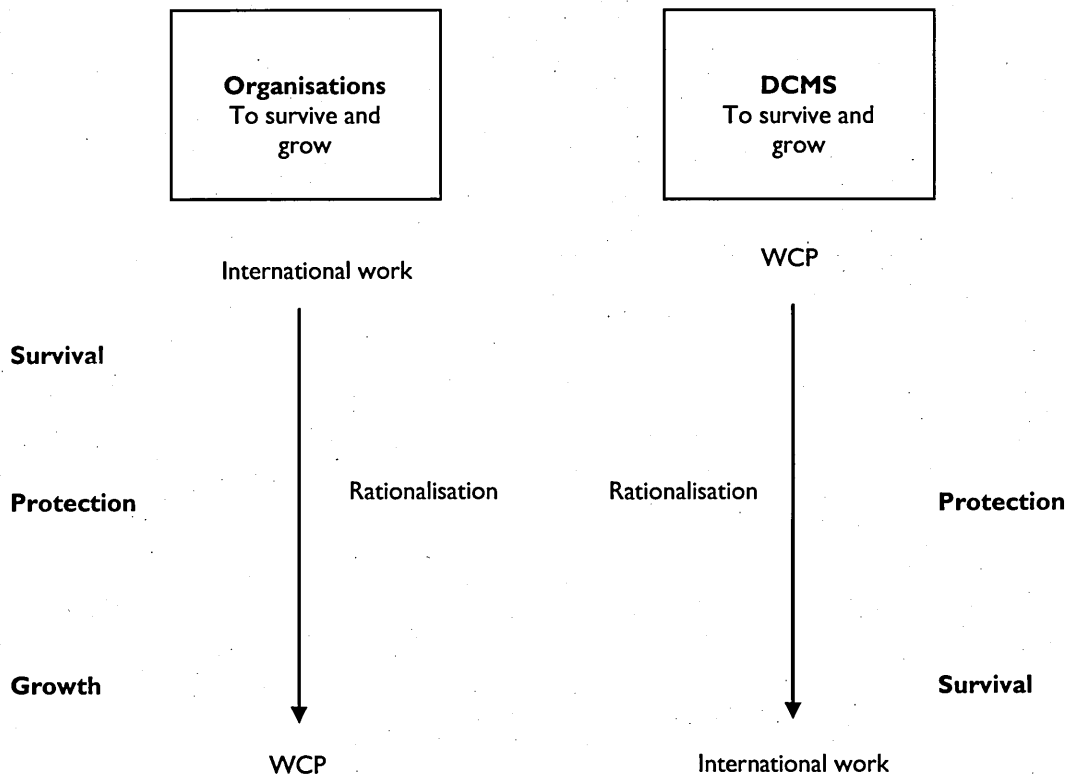 Organisations
To survive and
grow
DCMS
To survive and
grow
International work
WCP
Survival
Protection
Rationalisation
Rationalisation
Protection
Growth
Survival
WCP
International work